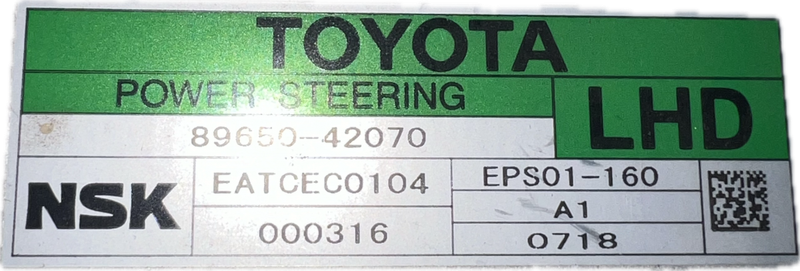 TOYOTA
POWER STEERING
LHD
89650-42070
NSK
EATCEC0104
EPS01-160
A1
000316
0718